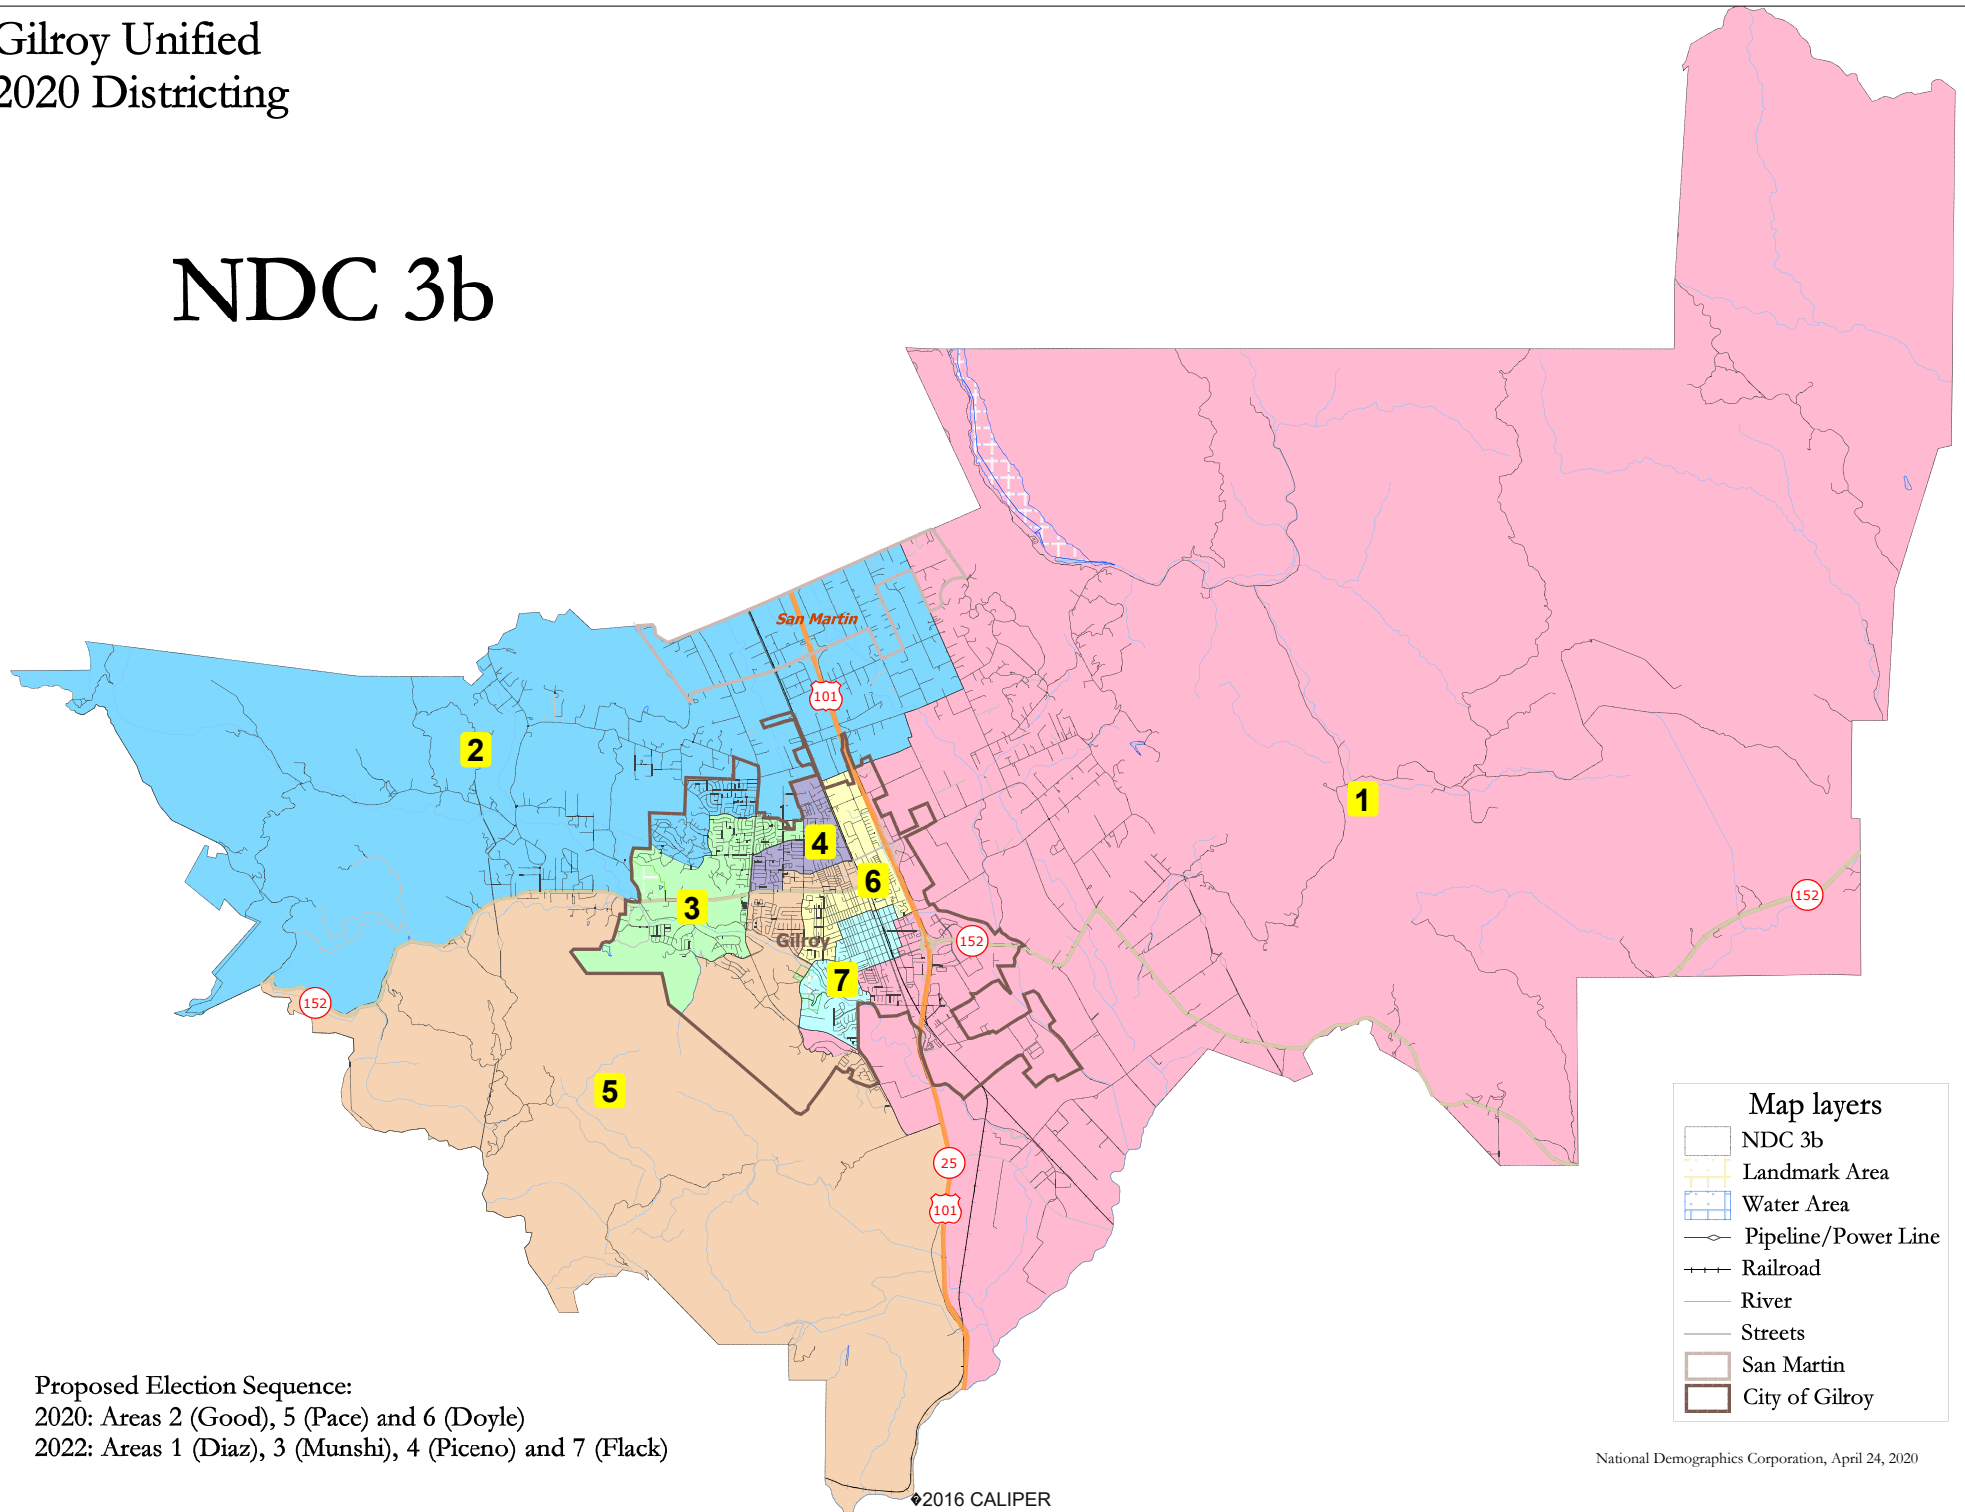 Gilroy Unified
2020 Districting
NDC 3b
San Martin
101
2
1
4
6
152
3
Gilroy
152
7
152
5
25
101
Map layers
NDC 3b
Landmark Area
Water Area
Pipeline/Power Line
Railroad
River
Streets
San Martin
City of Gilroy
Proposed Election Sequence:
2020: Areas 2 (Good), 5 (Pace) and 6 (Doyle)
2022: Areas 1 (Diaz), 3 (Munshi), 4 (Piceno) and 7 (Flack)
National Demographics Corporation, April 24, 2020
�2016 CALIPER